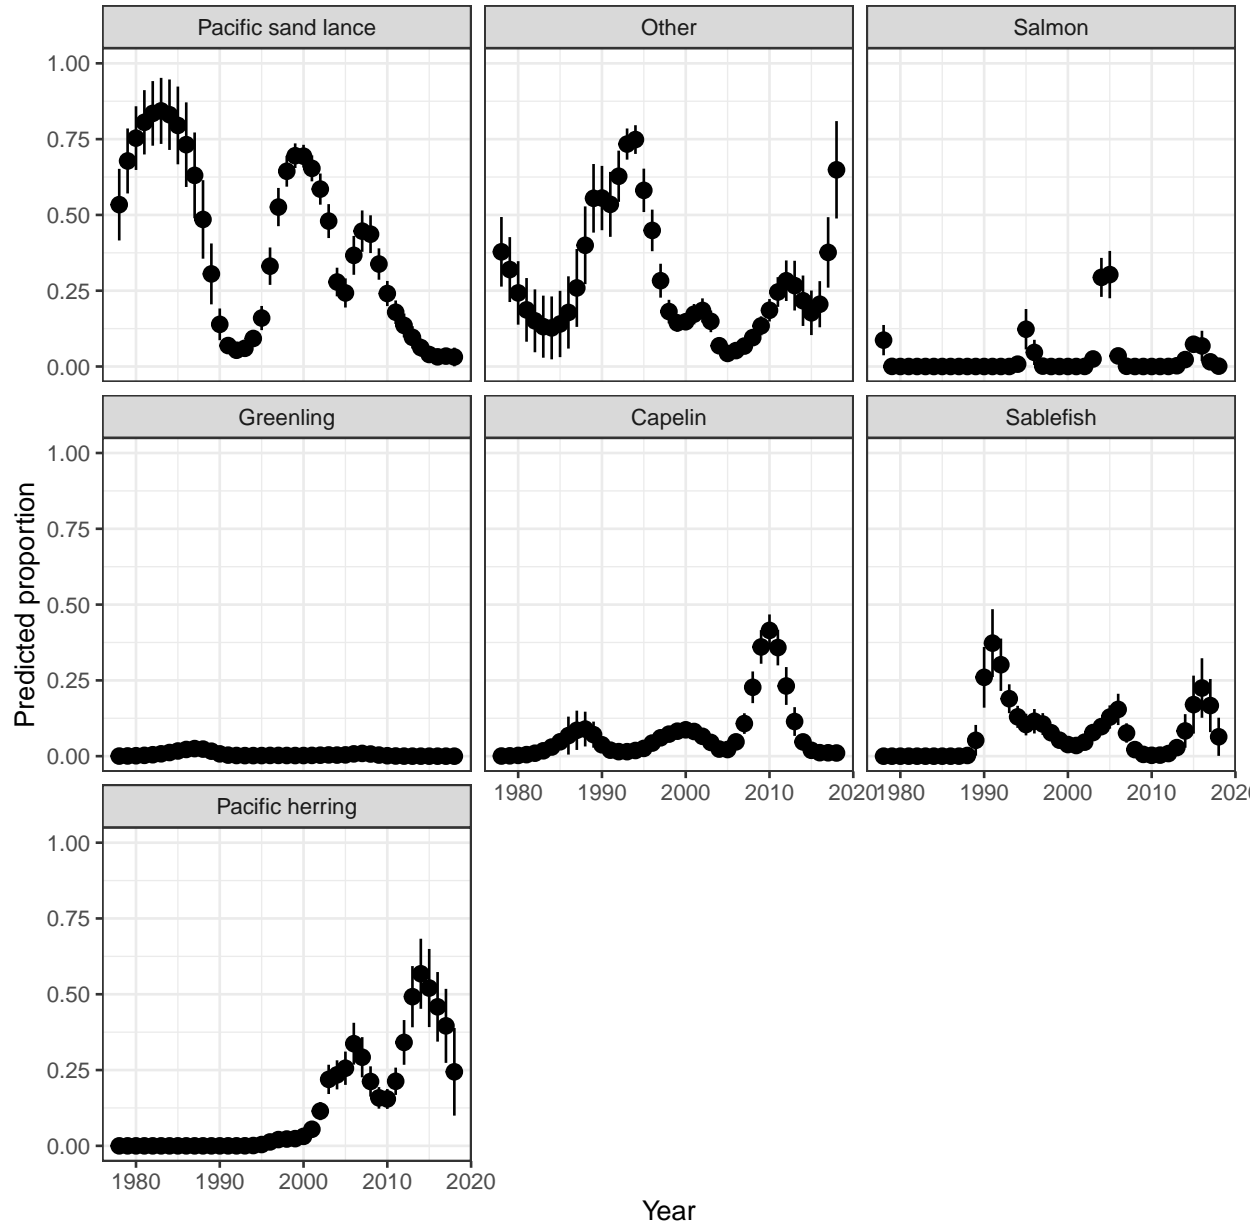 Pacific sand lance
Other
Salmon
1.00
0.75
0.50
0.25
0.00
Greenling
Capelin
Sablefish
1.00
0.75
0.50
0.25
0.00
1980 1990 2000 2010 2020
1980 1990 2000 2010 2020
Pacific herring
1.00
0.75
0.50
0.25
0.00
1980 1990 2000 2010 2020
Predicted proportion
Year